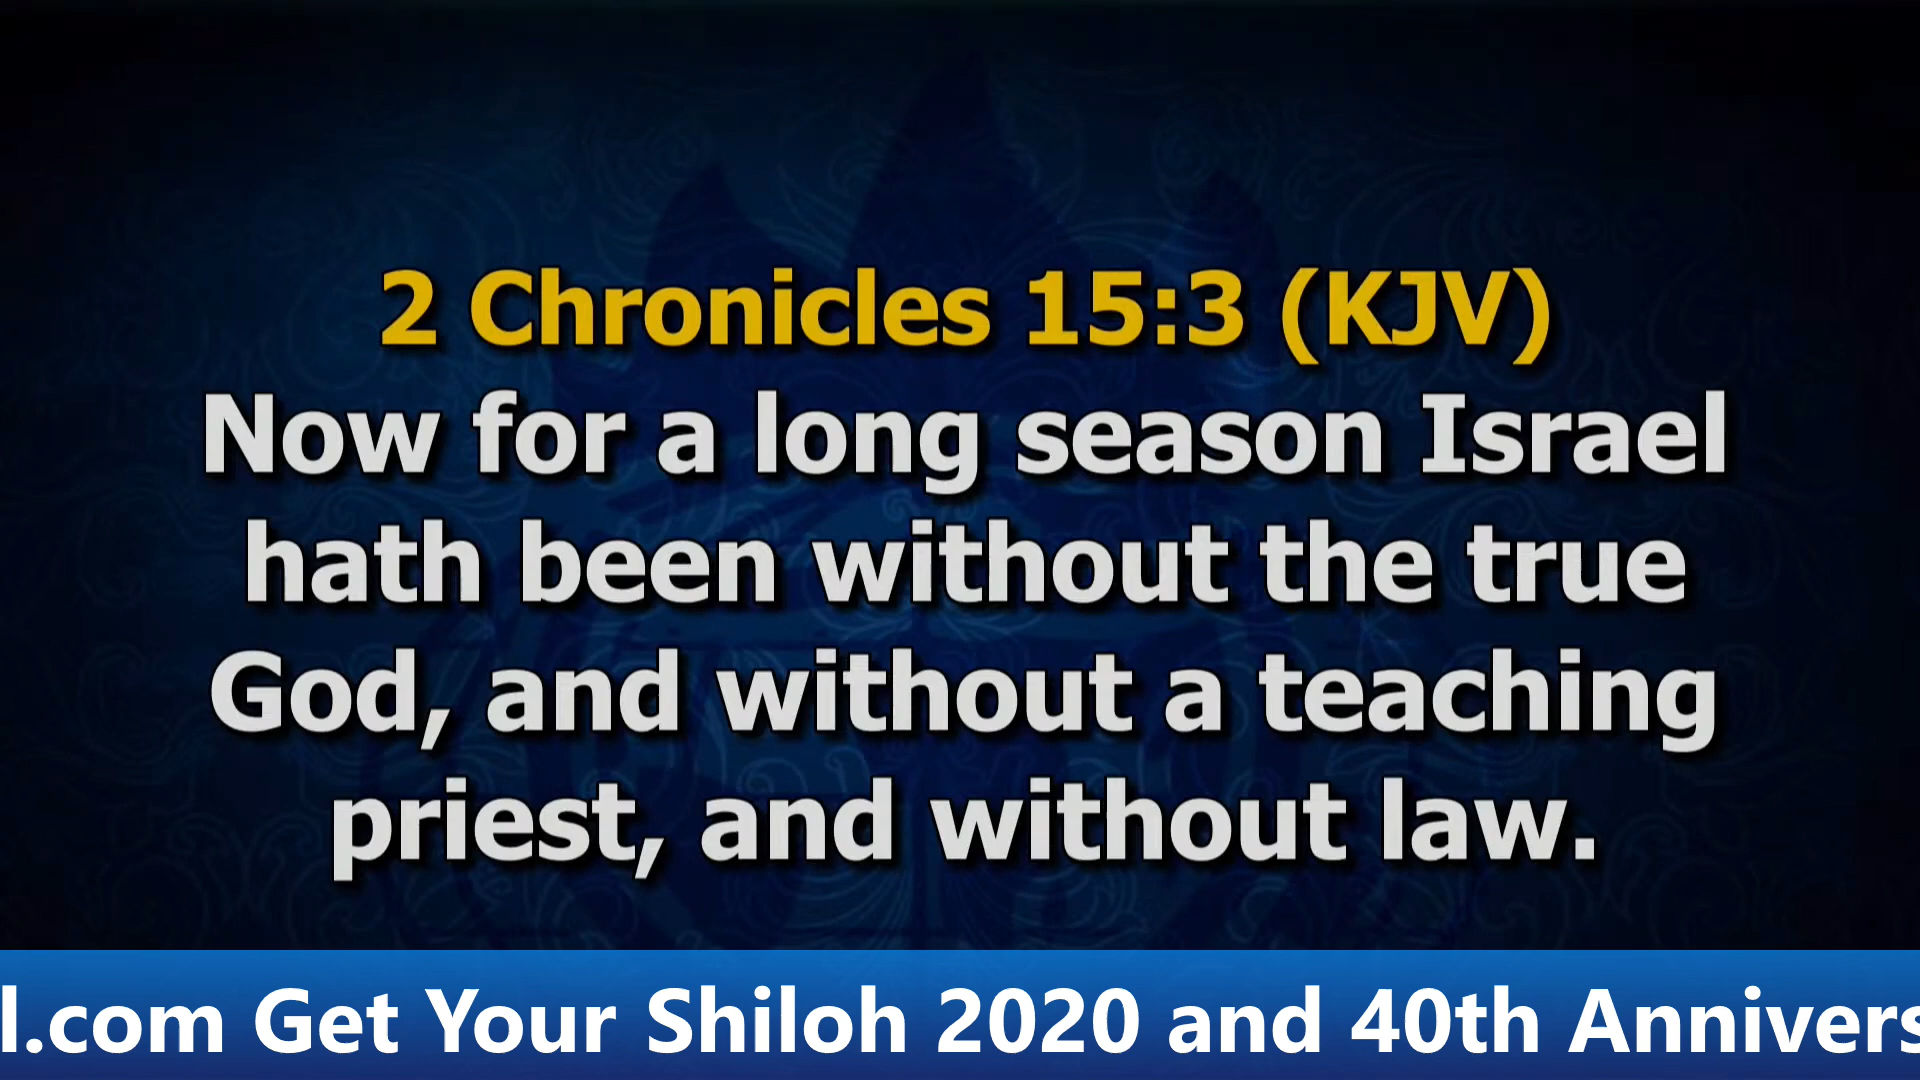 2 Chronicles 15:3 (KJV)
Now for a long season Israel
hath been without the true
God, and without a teaching
priest, and without law.
l.com Get Your Shiloh 2020 and 40th Annivers